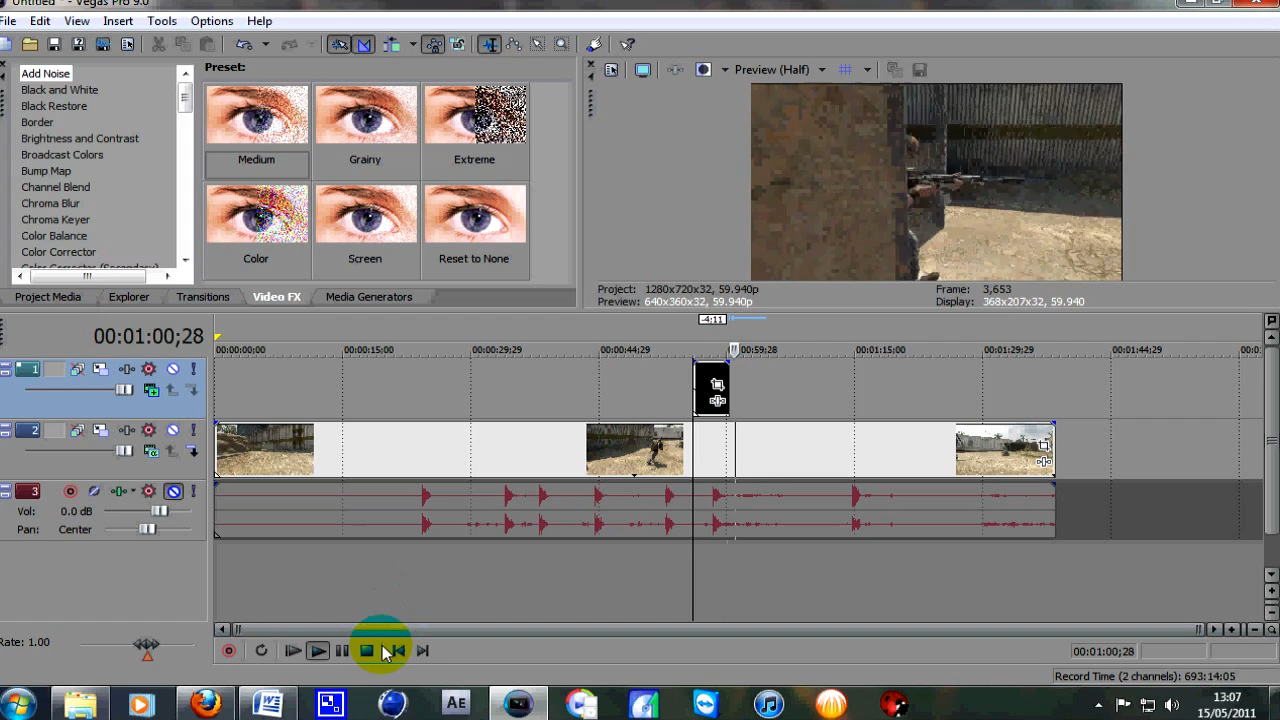 Untitled * - Vegas Pro 9.0
File Edit View Insert Tools Options Help
Preset:
Add Noise
Black and White
Black Restore
Border
Brightness and Contrast
Broadcast Colors
Bump Map
Channel Blend
Chroma Blur
Chroma Keyer
Color Balance
Color Corrector
Color Corrector (Secondary)
Medium Grainy Extreme
Color Screen Reset to None
Project Media Explorer Transitions Video FX Media Generators
Preview (Half)
Project: 1280x720x32, 59.940p Frame: 3,653
Preview: 640x360x32, 59.940p Display: 368x207x32, 59.940
-4:11
00:01:00;28
00:00:00;00 00:00:15;00 00:00:29;29 00:00:44;29 00:59:28 00:01:15;00 00:01:29;29 00:01:44;29 00:0
1
2
3
Vol: 0.0 dB
Pan: Center
Rate: 1.00
00:01:00;28
Record Time (2 channels): 693:14:05
AE
13:07
15/05/2011